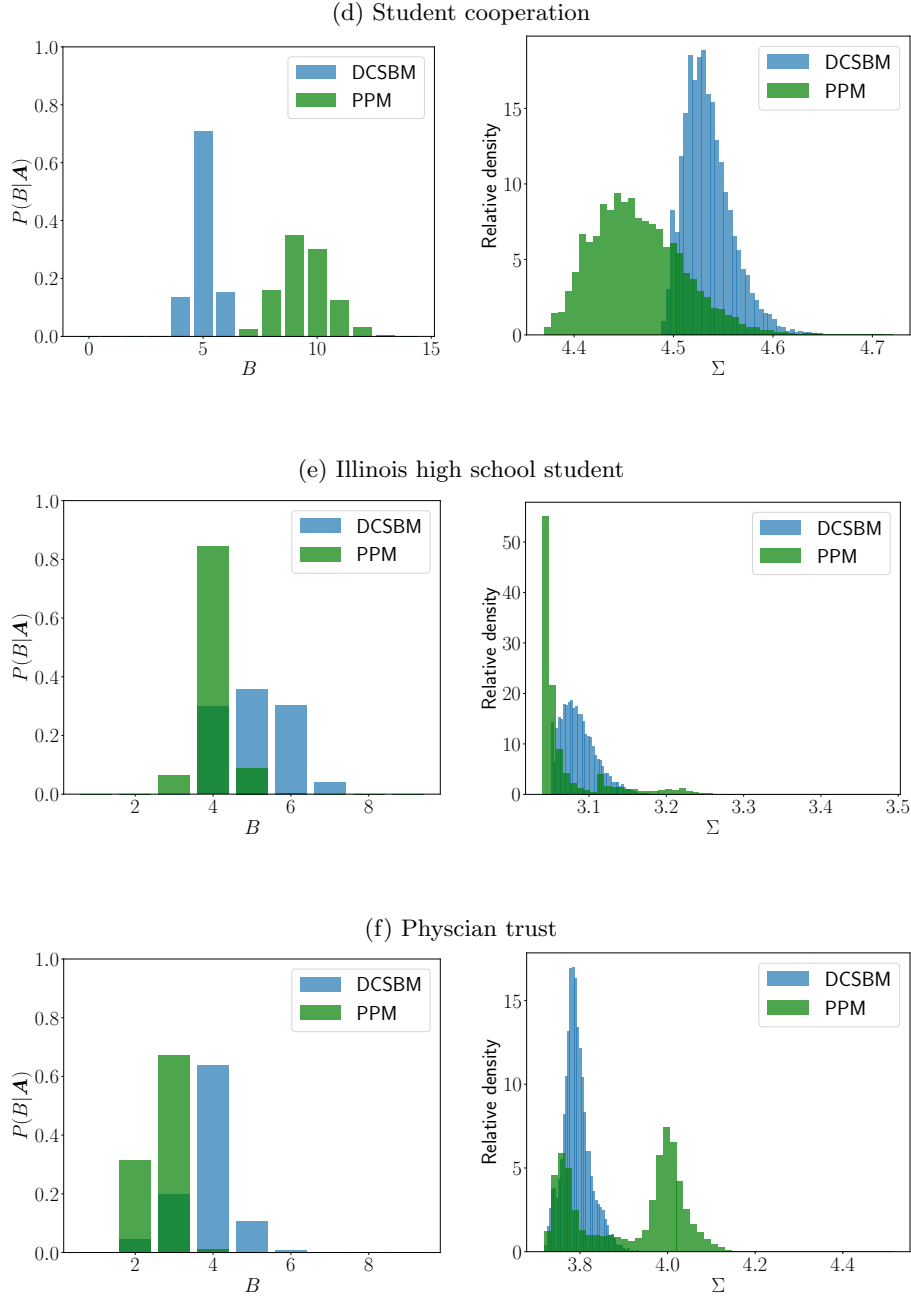 (d) Student cooperation
1.0
0.8
0.6
0.4
0.2
0.0
P(B|A)
0
5
10
15
B
DCSBM
PPM
15
10
5
0
Relative density
4.4
4.5
4.6
4.7
Σ
DCSBM
PPM
(e) Illinois high school student
1.0
0.8
0.6
0.4
0.2
0.0
P(B|A)
2
4
6
8
B
DCSBM
PPM
50
40
30
20
10
0
Relative density
3.1
3.2
3.3
3.4
3.5
Σ
DCSBM
PPM
(f) Physcian trust
1.0
0.8
0.6
0.4
0.2
0.0
P(B|A)
2
4
6
8
B
DCSBM
PPM
15
10
5
0
Relative density
3.8
4.0
4.2
4.4
Σ
DCSBM
PPM